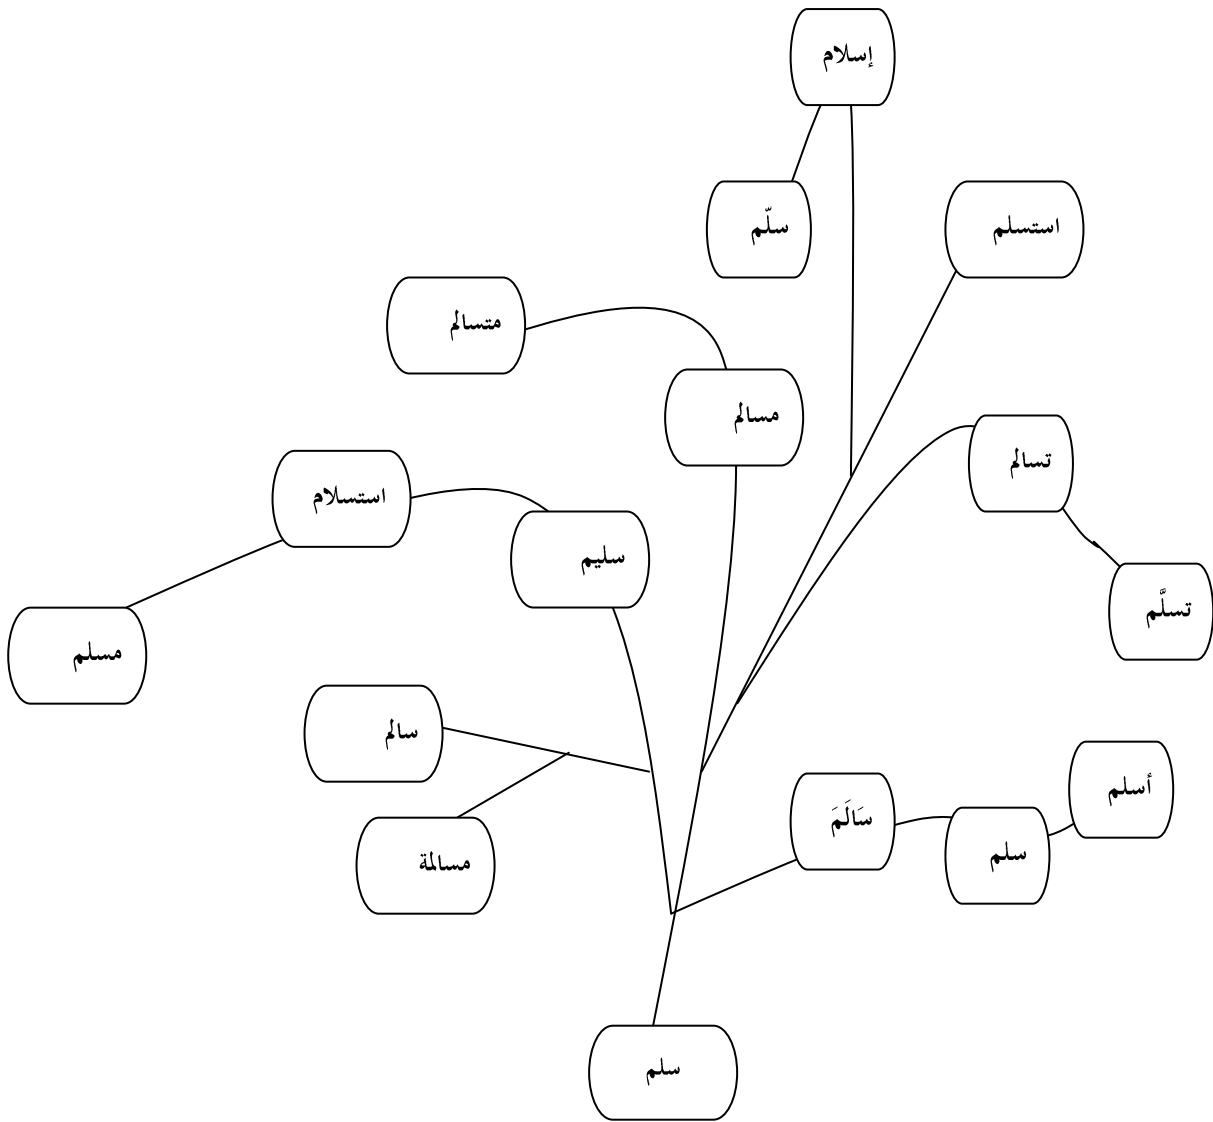 إسلام
سلّم
استسلم
متسالم
مسالم
تسالم
استسلام
سليم
تسلَّم
مسلم
سالم
أسلم
سَالَمَ
سلم
مسالمة
سلم